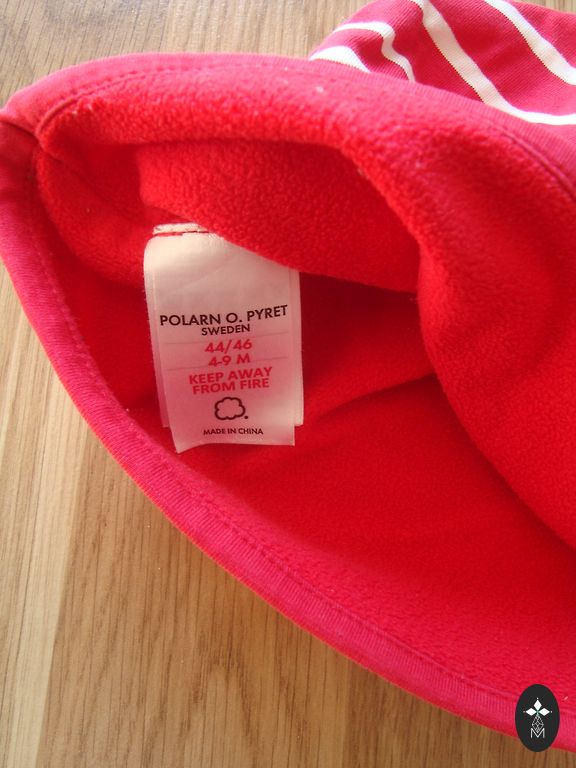 POLARN O. PYRET
SWEDEN
44/46
4-9 M
KEEP AWAY
FROM FIRE
MADE IN CHINA
M